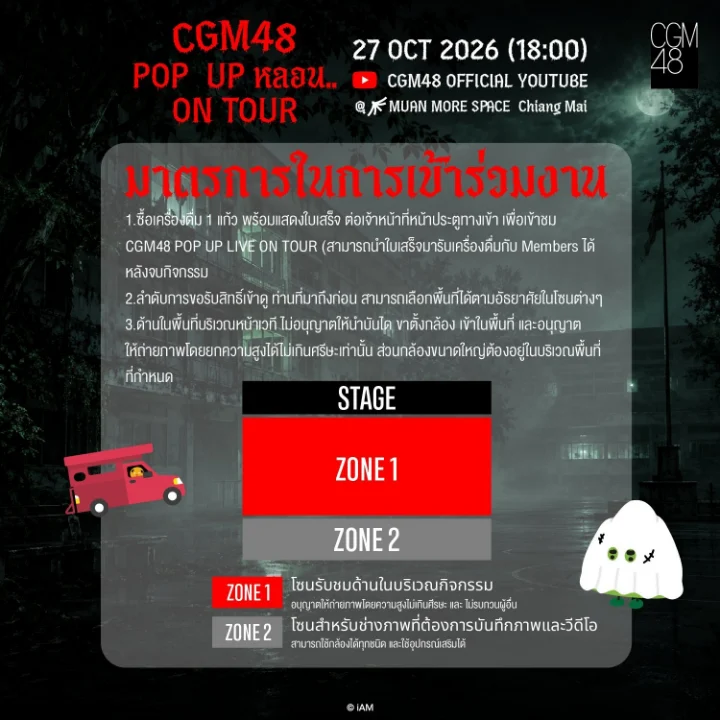 CGM48
POP UP หลอน..
ON TOUR
27 OCT 2026 (18:00)
CGM48 OFFICIAL YOUTUBE
@ MUAN MORE SPACE Chiang Mai
CGM
48
มาตรการในการเข้าร่วมงาน
1.ซื้อเครื่องดื่ม 1 แก้ว พร้อมแสดงใบเสร็จ ต่อเจ้าหน้าที่หน้าประตูทางเข้า เพื่อเข้าชม
CGM48 POP UP LIVE ON TOUR (สามารถนำใบเสร็จมารับเครื่องดื่มกับ Members ได้
หลังจบกิจกรรม
2.ลำดับการขอรับสิทธิ์เข้าดู ท่านที่มาถึงก่อน สามารถเลือกพื้นที่ได้ตามอัธยาศัยในโซนต่างๆ
3.ด้านในพื้นที่บริเวณหน้าเวที ไม่อนุญาตให้นำบันได ขาตั้งกล้อง เข้าในพื้นที่ และอนุญาต
ให้ถ่ายภาพโดยยกความสูงได้ไม่เกินศรีษะเท่านั้น ส่วนกล้องขนาดใหญ่ต้องอยู่ในบริเวณพื้นที่
ที่กำหนด
STAGE
ZONE 1
ZONE 2
ZONE 1 โซนรับชมด้านในบริเวณกิจกรรม
อนุญาตให้ถ่ายภาพโดยความสูงไม่เกินศีรษะ และ ไม่รบกวนผู้อื่น
ZONE 2 โซนสำหรับช่างภาพที่ต้องการบันทึกภาพและวีดีโอ
สามารถใช้กล้องได้ทุกชนิด และใช้อุปกรณ์เสริมได้
© iAM